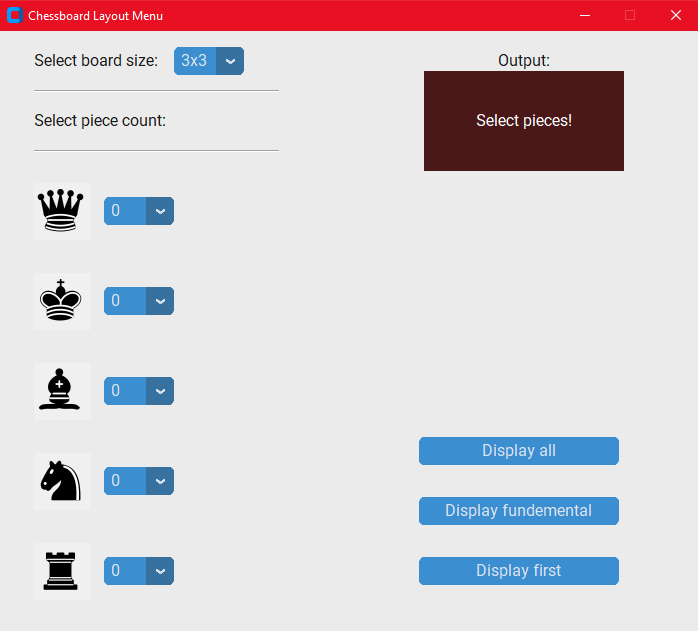 Chessboard Layout Menu
Select board size: 3x3
Output:
Select piece count:
Select pieces!
0
0
0
0
0
Display all
Display fundemental
Display first